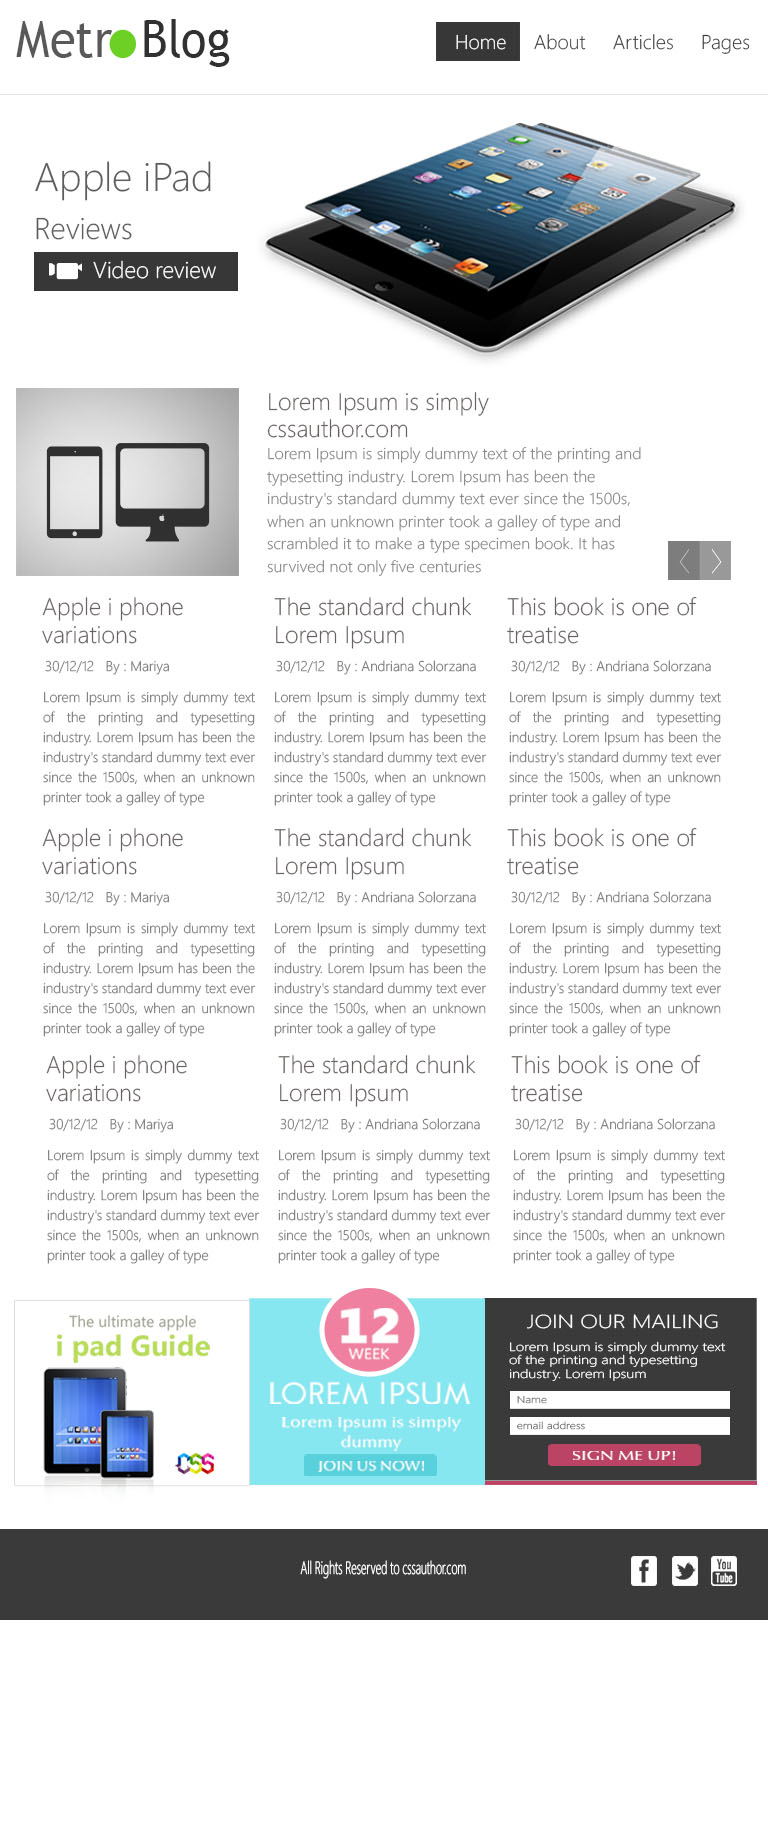 MetroBlog
Home About Articles Pages
Apple iPad
Reviews
Video review
Lorem Ipsum is simply
cssauthor.com
Lorem Ipsum is simply dummy text of the printing and
typesetting industry. Lorem Ipsum has been the
industry's standard dummy text ever since the 1500s,
when an unknown printer took a galley of type and
scrambled it to make a type specimen book. It has
survived not only five centuries
Apple i phone
variations
30/12/12 By : Mariya
Lorem Ipsum is simply dummy text
of the printing and typesetting
industry. Lorem Ipsum has been the
industry's standard dummy text ever
since the 1500s, when an unknown
printer took a galley of type
The standard chunk
Lorem Ipsum
30/12/12 By : Andriana Solorzana
Lorem Ipsum is simply dummy text
of the printing and typesetting
industry. Lorem Ipsum has been the
industry's standard dummy text ever
since the 1500s, when an unknown
printer took a galley of type
This book is one of
treatise
30/12/12 By : Andriana Solorzana
Lorem Ipsum is simply dummy text
of the printing and typesetting
industry. Lorem Ipsum has been the
industry's standard dummy text ever
since the 1500s, when an unknown
printer took a galley of type
Apple i phone
variations
30/12/12 By : Mariya
Lorem Ipsum is simply dummy text
of the printing and typesetting
industry. Lorem Ipsum has been the
industry's standard dummy text ever
since the 1500s, when an unknown
printer took a galley of type
The standard chunk
Lorem Ipsum
30/12/12 By : Andriana Solorzana
Lorem Ipsum is simply dummy text
of the printing and typesetting
industry. Lorem Ipsum has been the
industry's standard dummy text ever
since the 1500s, when an unknown
printer took a galley of type
This book is one of
treatise
30/12/12 By : Andriana Solorzana
Lorem Ipsum is simply dummy text
of the printing and typesetting
industry. Lorem Ipsum has been the
industry's standard dummy text ever
since the 1500s, when an unknown
printer took a galley of type
Apple i phone
variations
30/12/12 By : Mariya
Lorem Ipsum is simply dummy text
of the printing and typesetting
industry. Lorem Ipsum has been the
industry's standard dummy text ever
since the 1500s, when an unknown
printer took a galley of type
The standard chunk
Lorem Ipsum
30/12/12 By : Andriana Solorzana
Lorem Ipsum is simply dummy text
of the printing and typesetting
industry. Lorem Ipsum has been the
industry's standard dummy text ever
since the 1500s, when an unknown
printer took a galley of type
This book is one of
treatise
30/12/12 By : Andriana Solorzana
Lorem Ipsum is simply dummy text
of the printing and typesetting
industry. Lorem Ipsum has been the
industry's standard dummy text ever
since the 1500s, when an unknown
printer took a galley of type
The ultimate apple
i pad Guide
CSS
12
WEEK
LOREM IPSUM
Lorem Ipsum is simply
dummy
JOIN US NOW!
JOIN OUR MAILING
Lorem Ipsum is simply dummy text
of the printing and typesetting
industry. Lorem Ipsum
Name
email address
SIGN ME UP!
All Rights Reserved to cssauthor.com
You
Tube